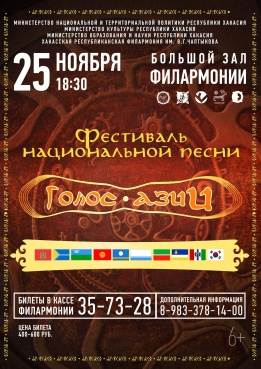 МИНИСТЕРСТВО НАЦИОНАЛЬНОЙ И ТЕРРИТОРИАЛЬНОЙ ПОЛИТИКИ РЕСПУБЛИКИ ХАКАСИЯ
МИНИСТЕРСТВО КУЛЬТУРЫ РЕСПУБЛИКИ ХАКАСИЯ
МИНИСТЕРСТВО ОБРАЗОВАНИЯ И НАУКИ РЕСПУБЛИКИ ХАКАСИЯ
ХАКАССКАЯ РЕСПУБЛИКАНСКАЯ ФИЛАРМОНИЯ ИМ. В.Г.ЧАПТЫКОВА
25 НОЯБРЯ
18:30
БОЛЬШОЙ ЗАЛ
ФИЛАРМОНИИ
Фестиваль
национальной песни
Голос • Азии
БИЛЕТЫ В КАССЕ
ФИЛАРМОНИИ
35-73-28
ДОПОЛНИТЕЛЬНАЯ ИНФОРМАЦИЯ
8-983-378-14-00
ЦЕНА БИЛЕТА
400-600 РУБ.
6+